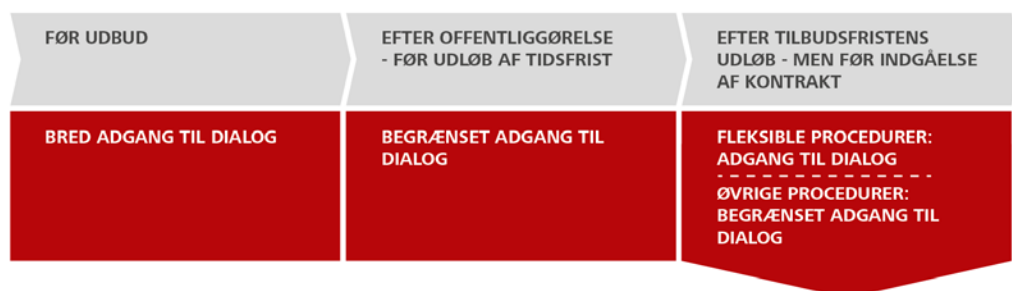 FØR UDBUD
EFTER OFFENTLIGGØRELSE
- FØR UDLØB AF TIDSFRIST
EFTER TILBUDSFRISTENS
UDLØB - MEN FØR INDGÅELSE
AF KONTRAKT
BRED ADGANG TIL DIALOG
BEGRÆNSET ADGANG TIL
DIALOG
FLEKSIBLE PROCEDURER:
ADGANG TIL DIALOG
ØVRIGE PROCEDURER:
BEGRÆNSET ADGANG TIL
DIALOG